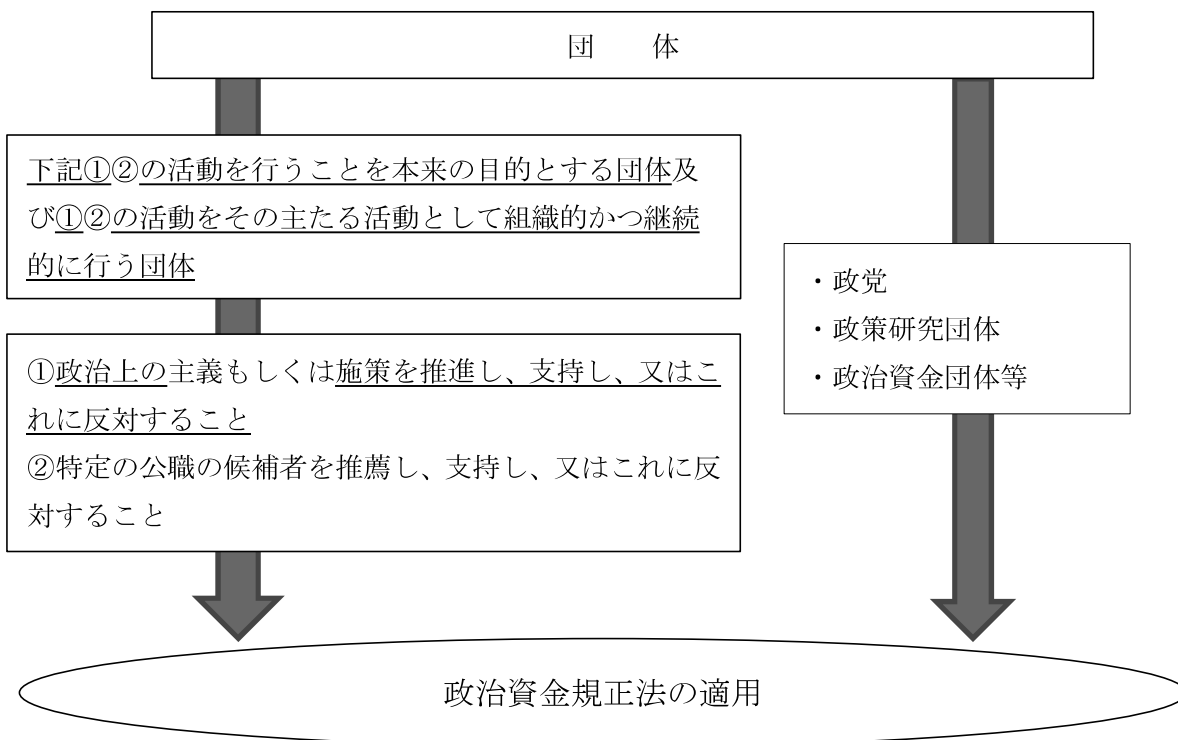 団　　体
下記①②の活動を行うことを本来の目的とする団体及
び①②の活動をその主たる活動として組織的かつ継続
的に行う団体
①政治上の主義もしくは施策を推進し、支持し、又はこ
れに反対すること
②特定の公職の候補者を推薦し、支持し、又はこれに反
対すること
・政党
・政策研究団体
・政治資金団体等
政治資金規正法の適用